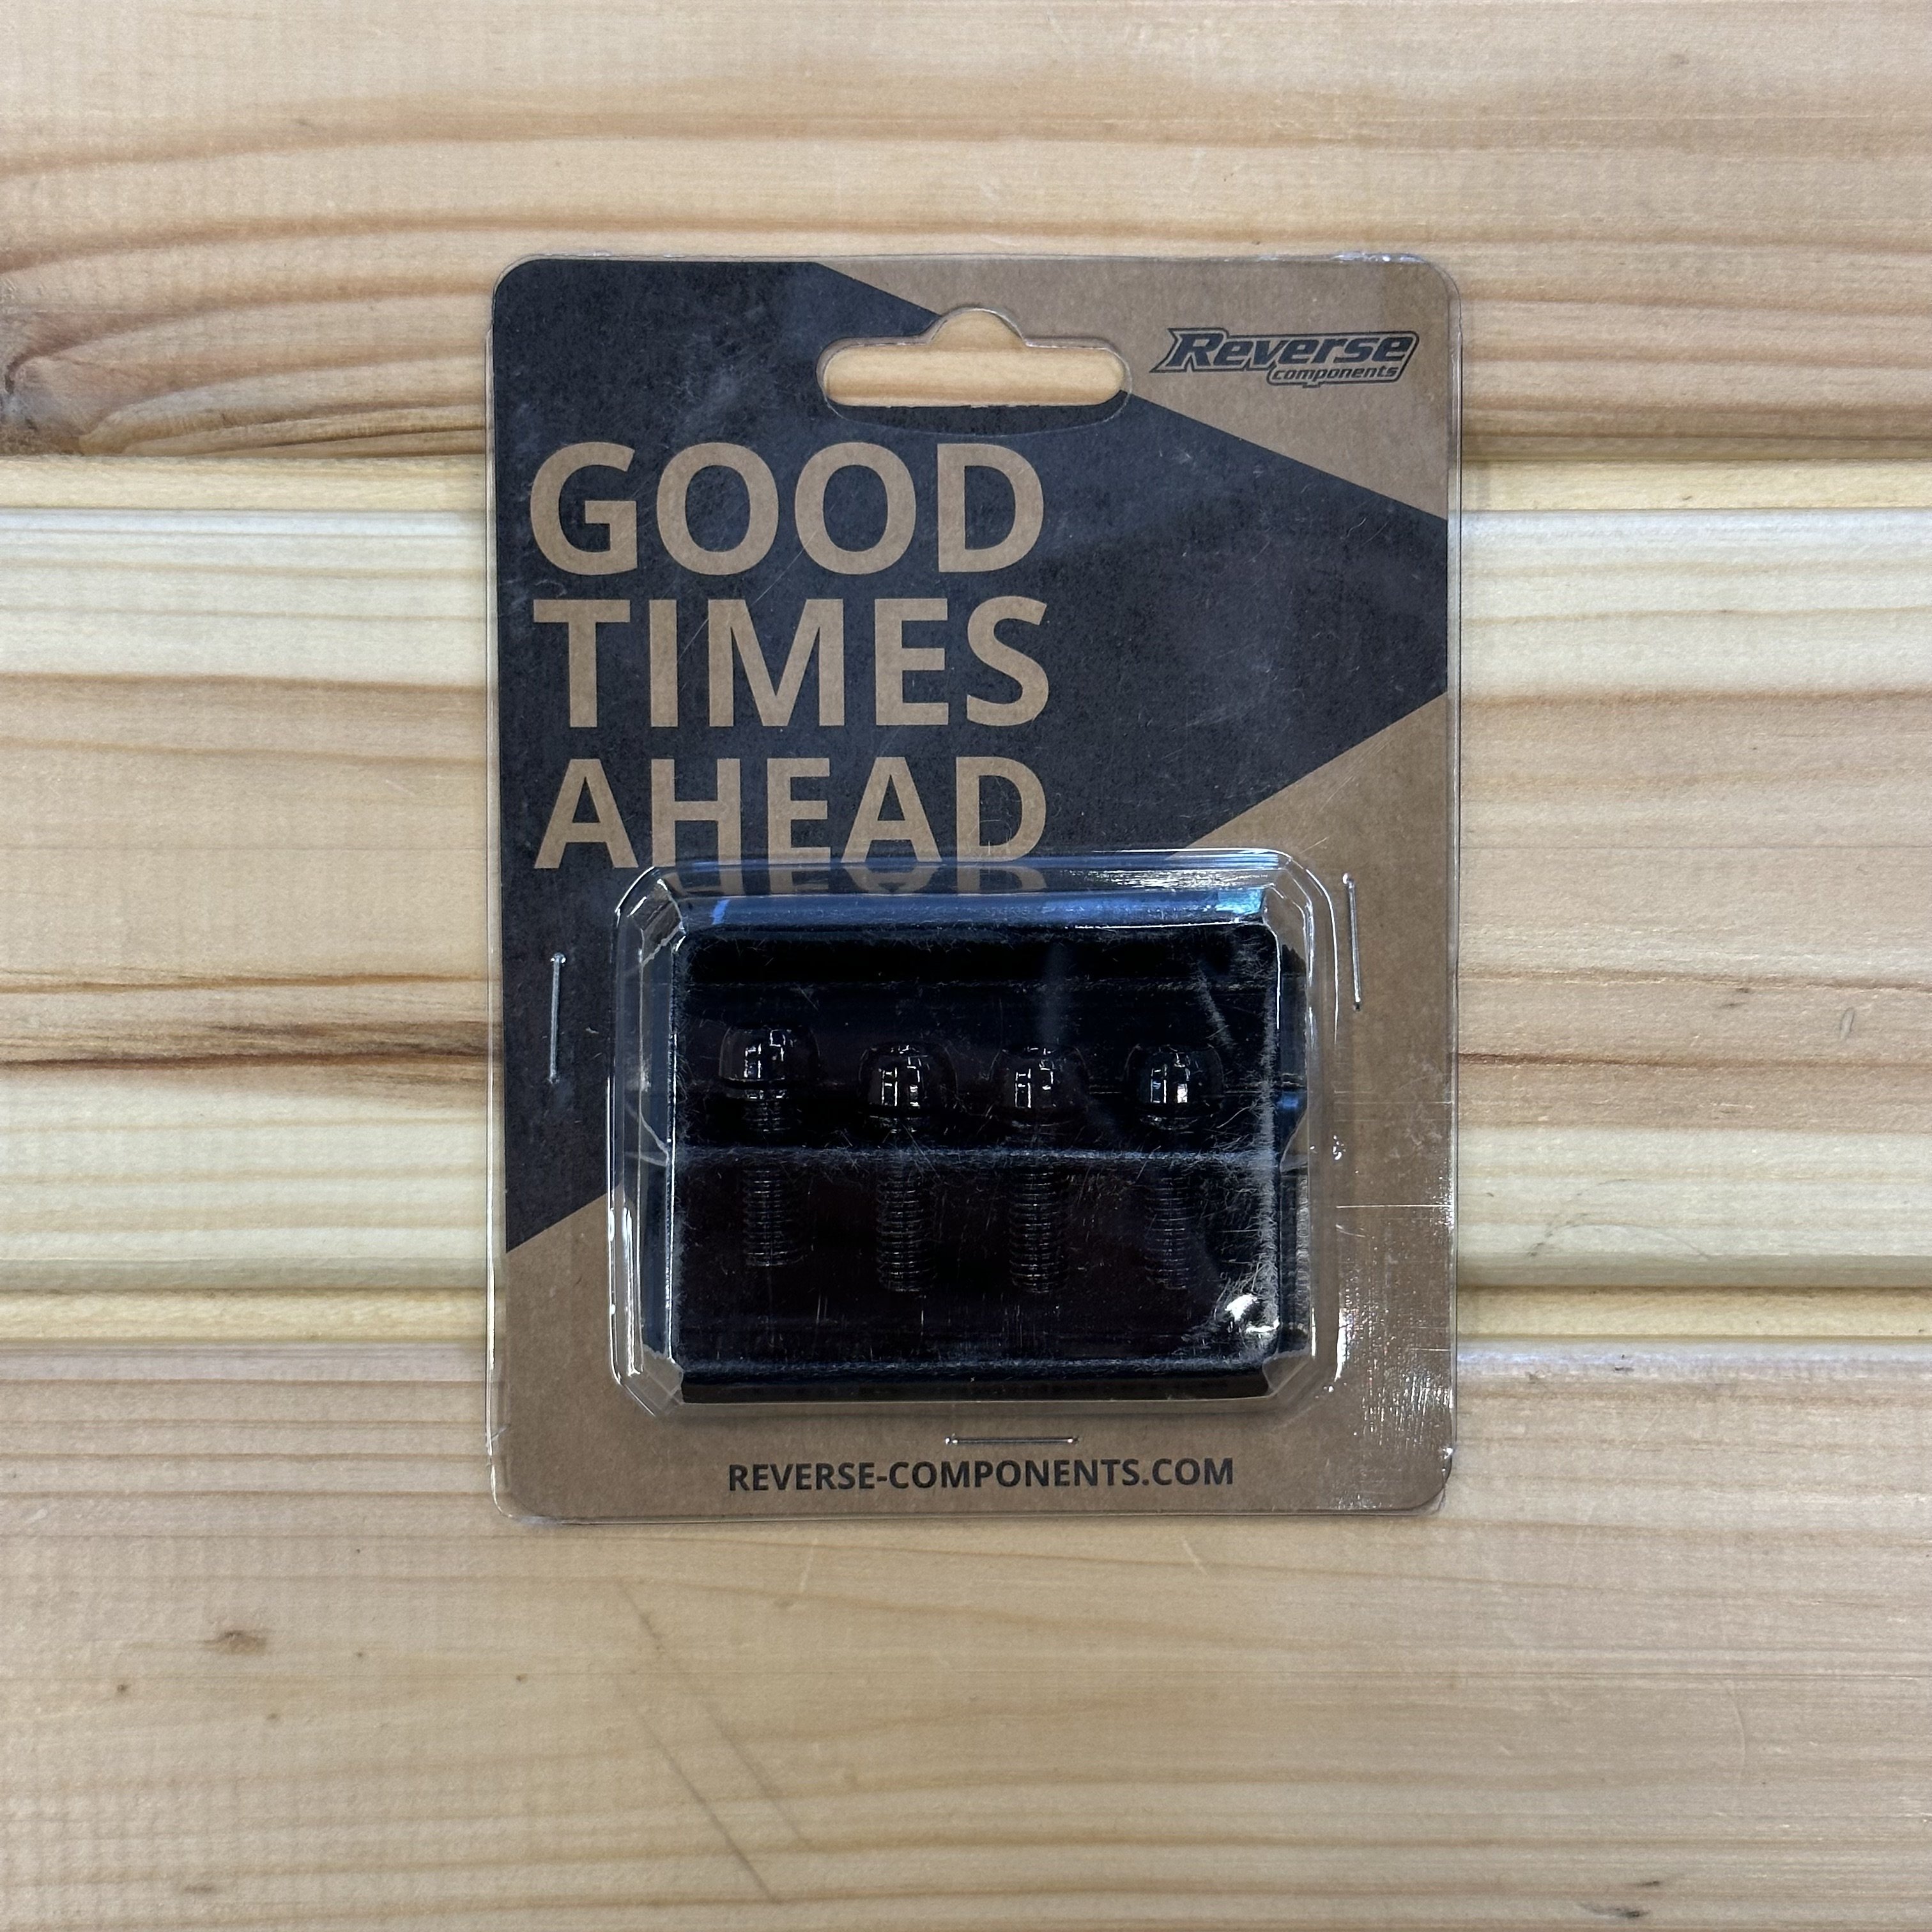 Reverse
components
GOOD
TIMES
AHEAD
REVERSE-COMPONENTS.COM